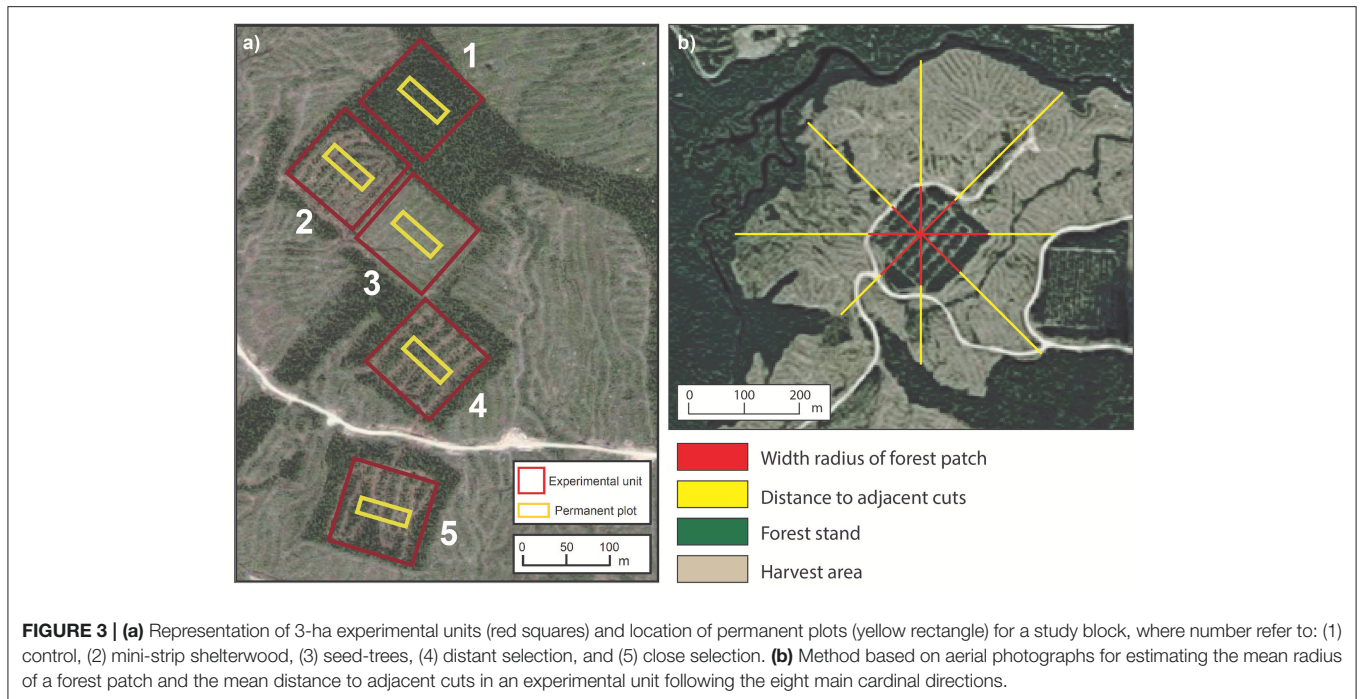 a)
1
2
3
4
5
Experimental unit
Permanent plot
0 50 100
m
b)
0 100 200
m
Width radius of forest patch
Distance to adjacent cuts
Forest stand
Harvest area
FIGURE 3 | (a) Representation of 3-ha experimental units (red squares) and location of permanent plots (yellow rectangle) for a study block, where number refer to: (1)
control, (2) mini-strip shelterwood, (3) seed-trees, (4) distant selection, and (5) close selection. (b) Method based on aerial photographs for estimating the mean radius
of a forest patch and the mean distance to adjacent cuts in an experimental unit following the eight main cardinal directions.